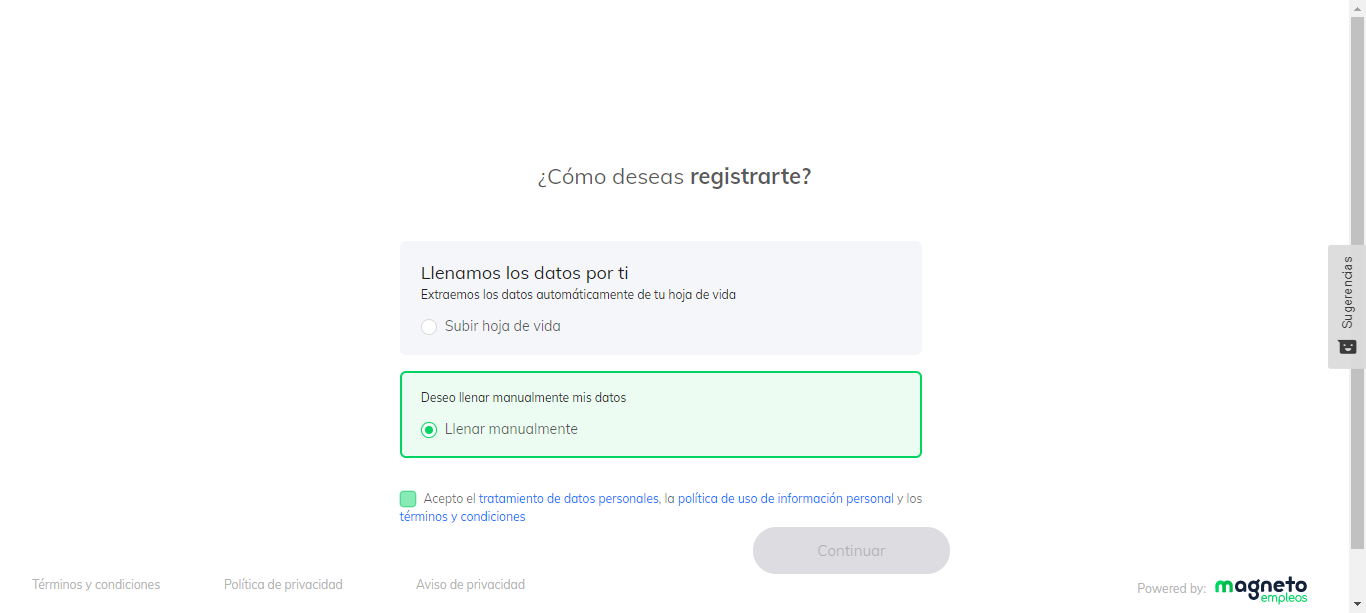 ¿Cómo deseas registrarte?
Llenamos los datos por ti
Extraemos los datos automáticamente de tu hoja de vida
Subir hoja de vida
Sugerencias
Deseo llenar manualmente mis datos
Llenar manualmente
Acepto el tratamiento de datos personales, la política de uso de información personal y los
términos y condiciones
Continuar
Términos y condiciones
Política de privacidad
Aviso de privacidad
Powered by:
magneto
empleos